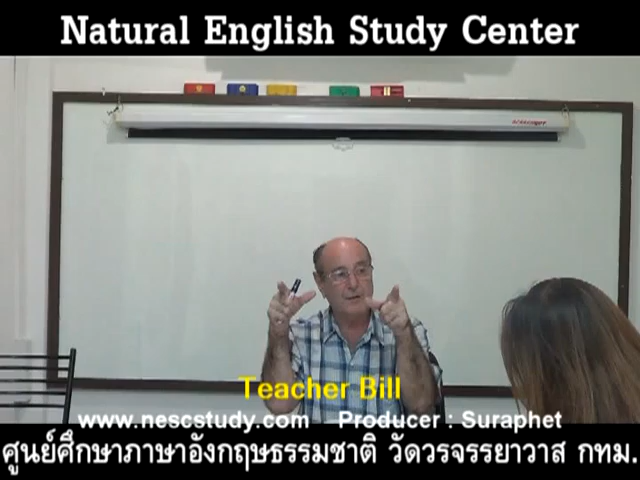 Natural English Study Center
Teacher Bill
www.nescstudy.com Producer : Suraphet
ศูนย์ศึกษาภาษาอังกฤษธรรมชาติ วัดวรจรรยาวาส กทม.